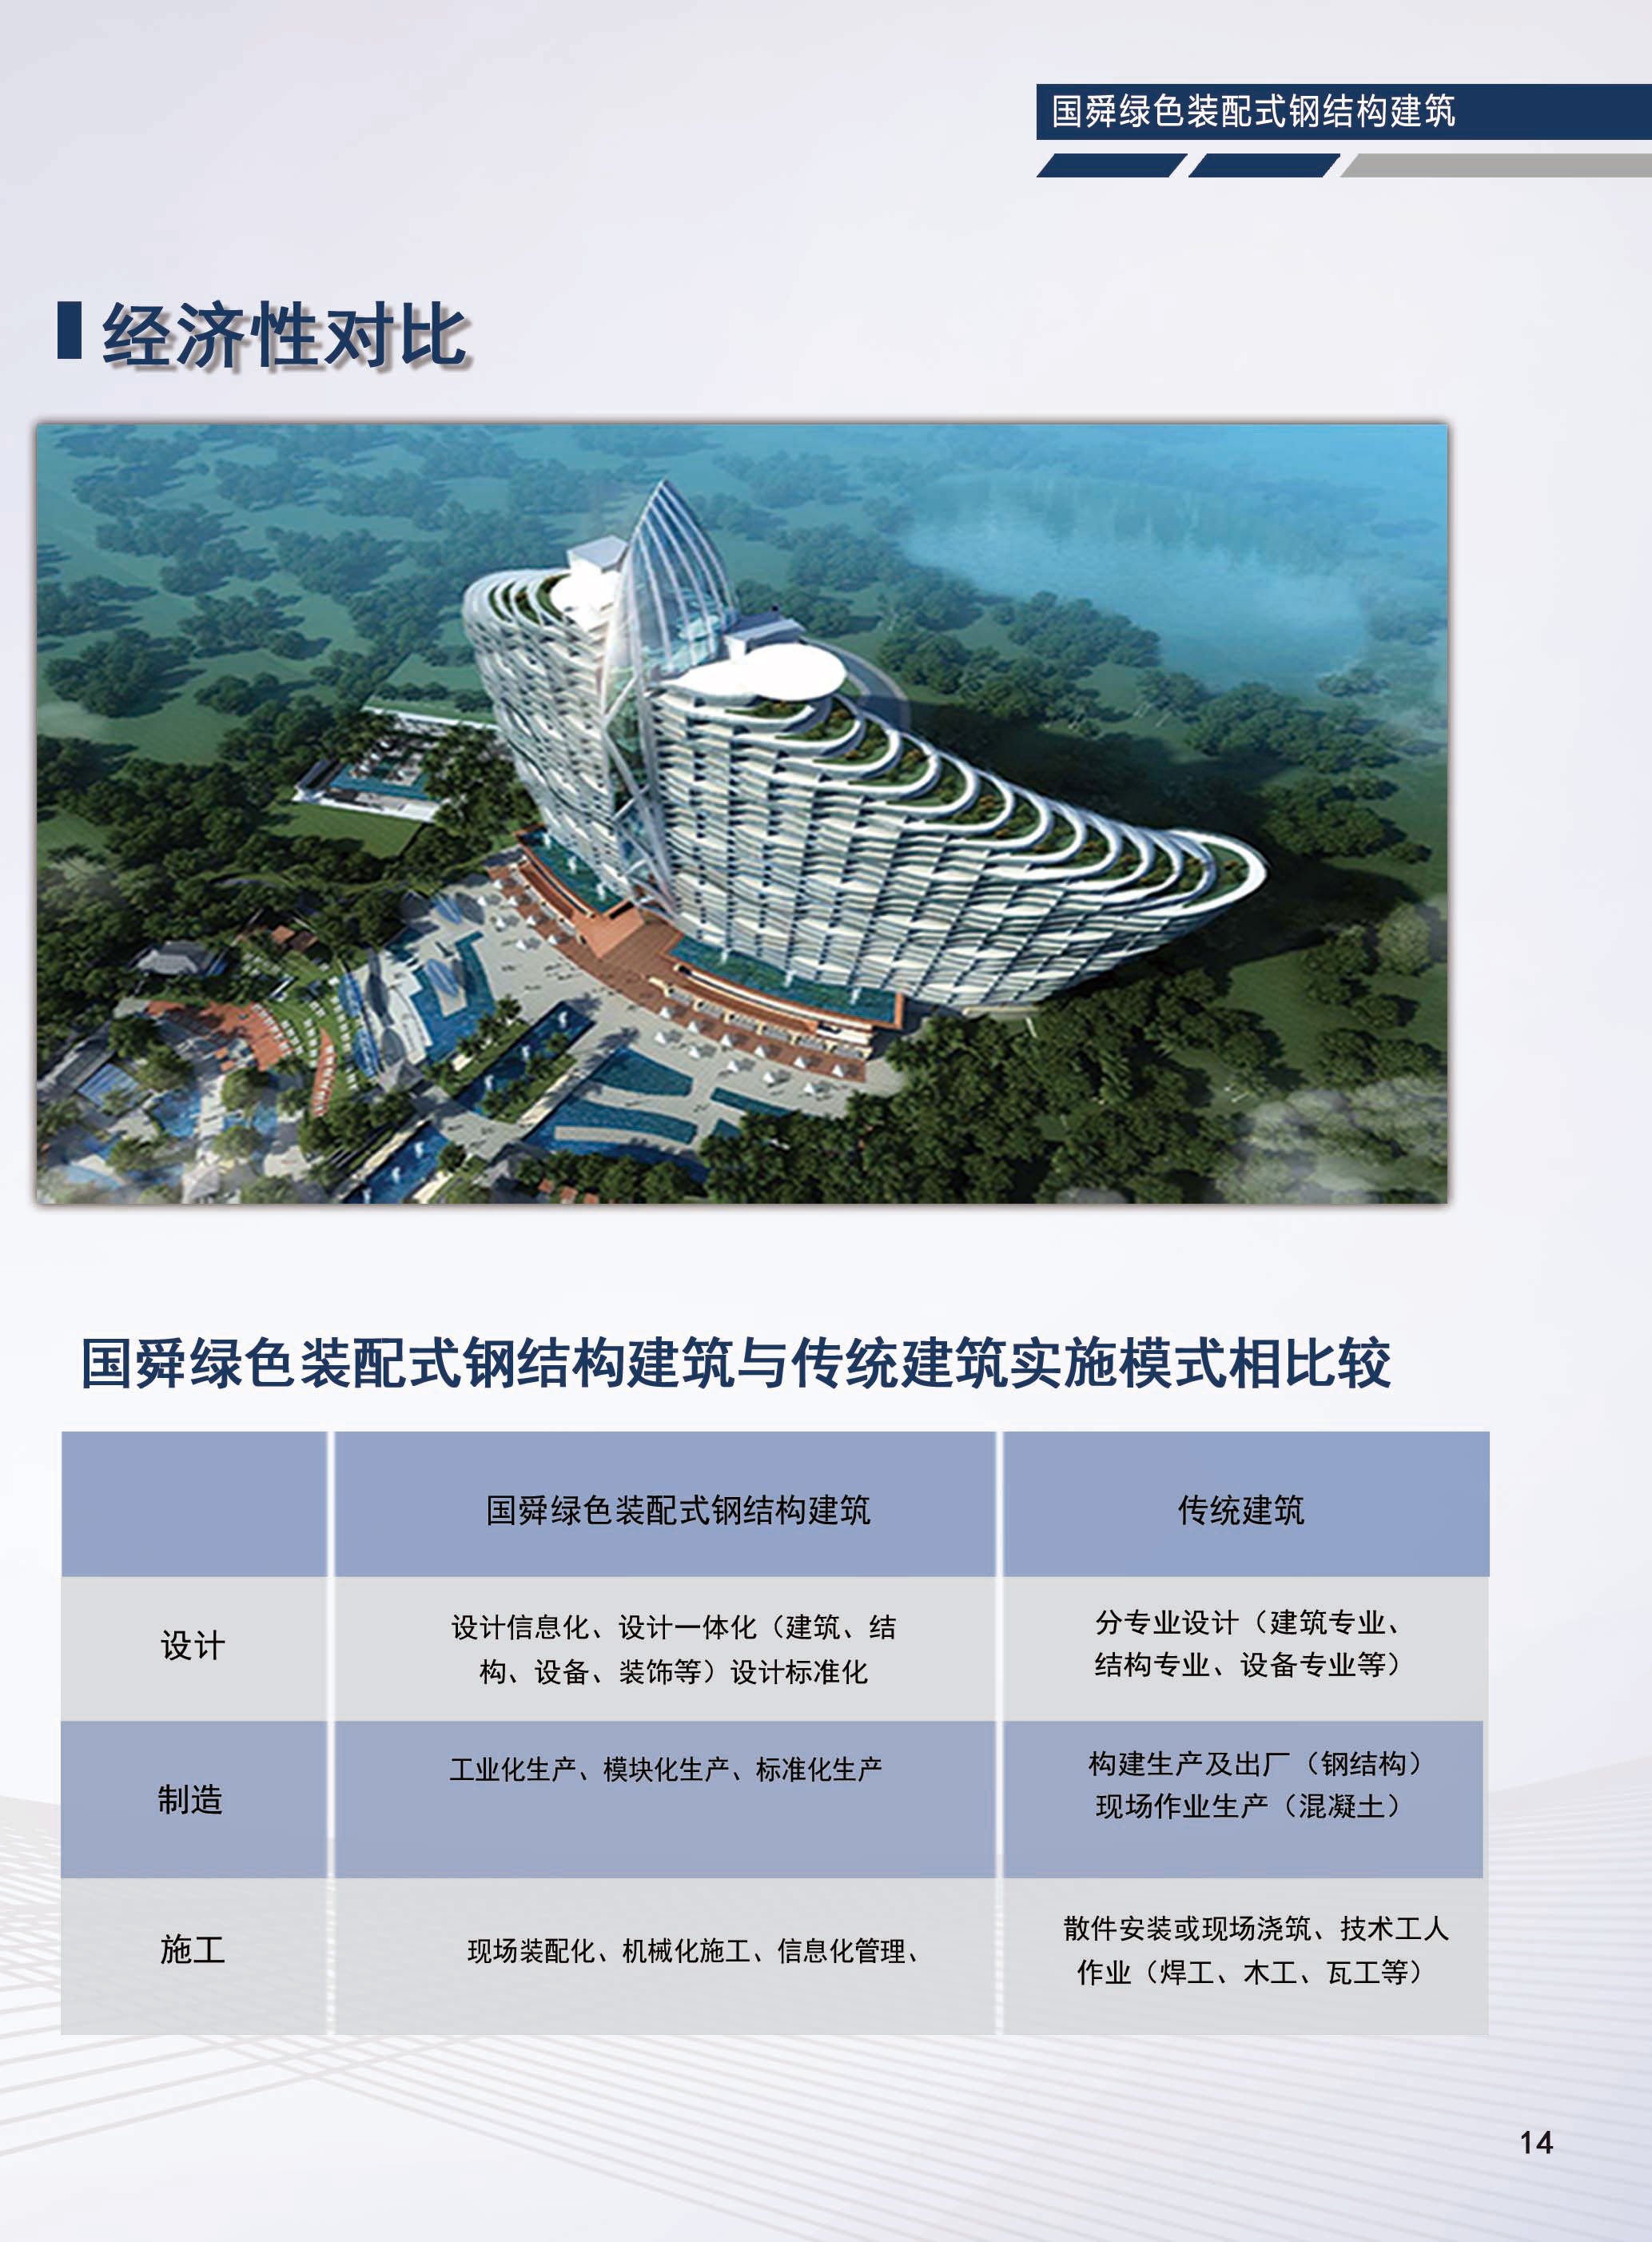 国舜绿色装配式钢结构建筑
经济性对比
国舜绿色装配式钢结构建筑与传统建筑实施模式相比较
国舜绿色装配式钢结构建筑
传统建筑
设计
设计信息化、设计一体化（建筑、结
构、设备、装饰等）设计标准化
分专业设计（建筑专业、
结构专业、设备专业等）
制造
工业化生产、模块化生产、标准化生产
构建生产及出厂（钢结构）
现场作业生产（混凝土）
施工
现场装配化、机械化施工、信息化管理、
散件安装或现场浇筑、技术工人
作业（焊工、木工、瓦工等）
14